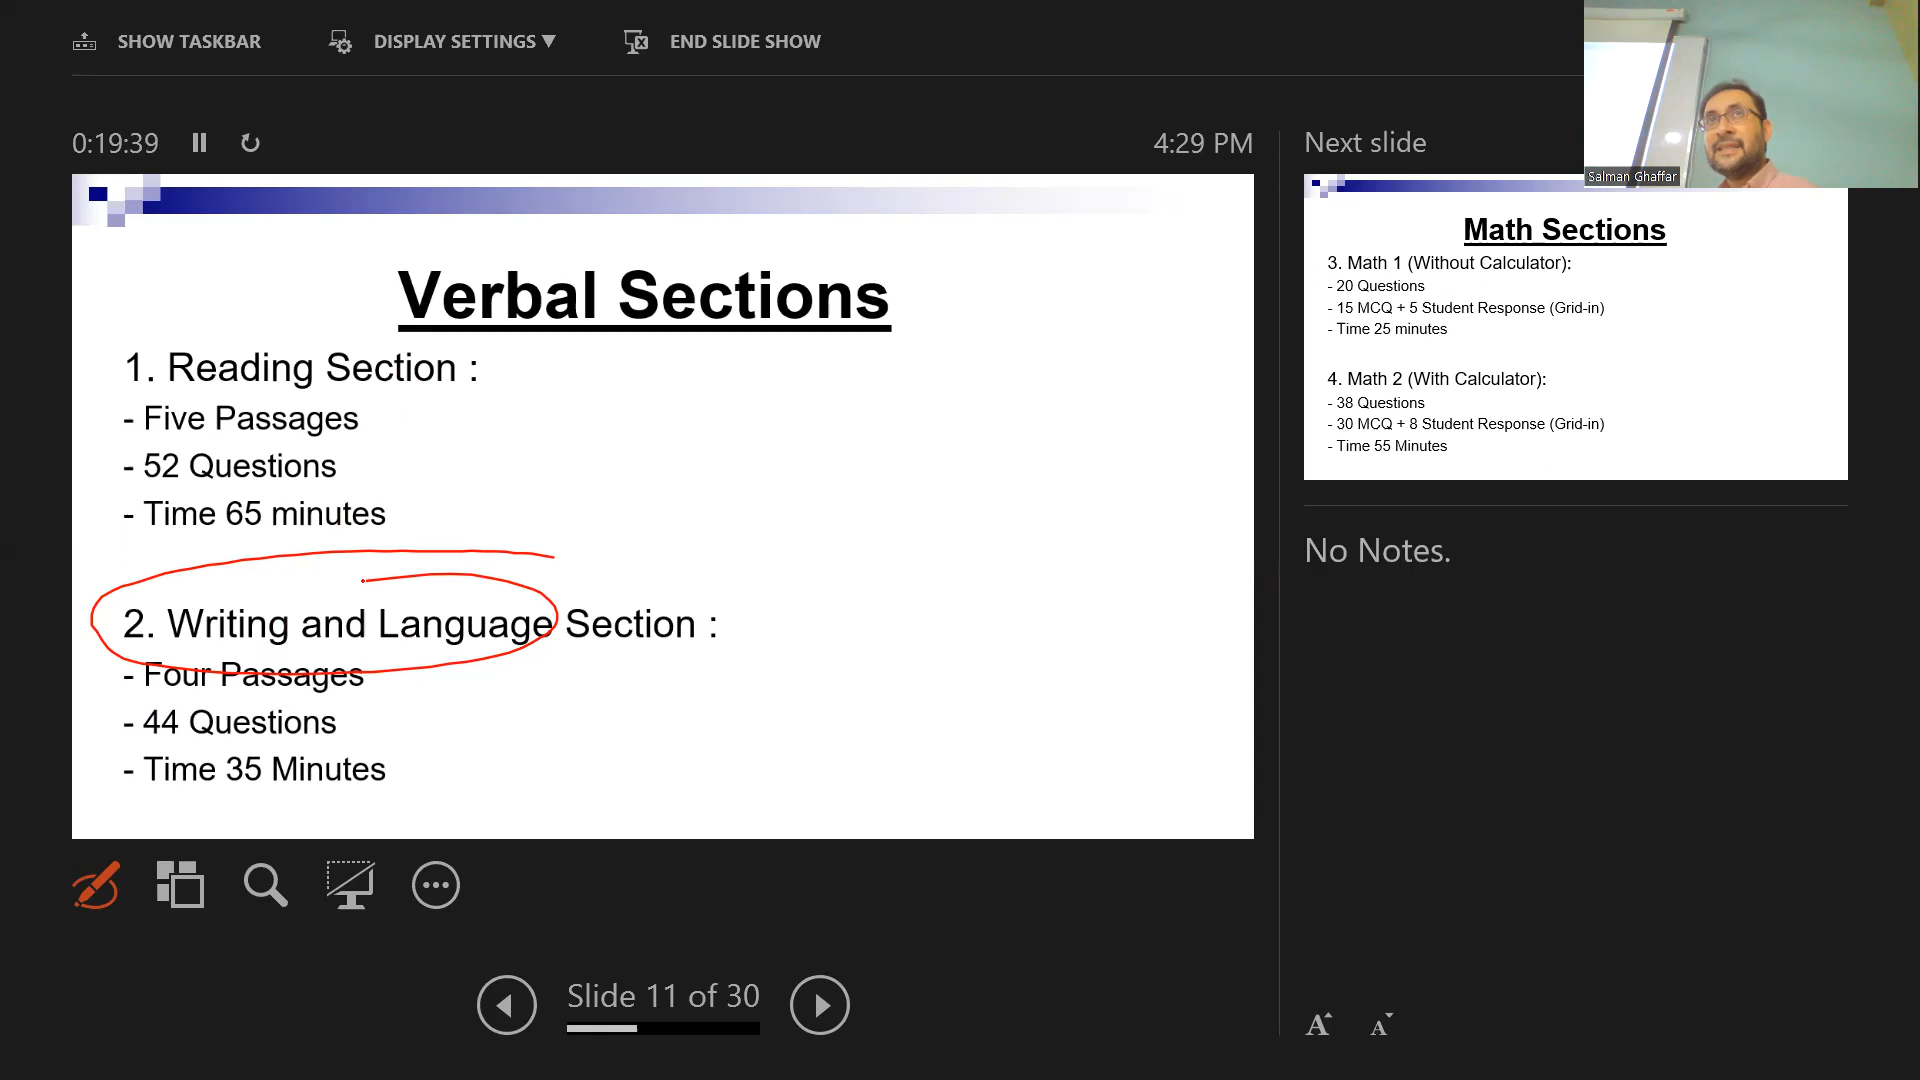 SHOW TASKBAR
DISPLAY SETTINGS ▼
END SLIDE SHOW
0:19:39
4:29 PM
Next slide
Salman Ghaffar
Verbal Sections
1. Reading Section :
- Five Passages
- 52 Questions
- Time 65 minutes
2. Writing and Language Section :
- Four Passages
- 44 Questions
- Time 35 Minutes
Math Sections
3. Math 1 (Without Calculator):
- 20 Questions
- 15 MCQ + 5 Student Response (Grid-in)
- Time 25 minutes
4. Math 2 (With Calculator):
- 38 Questions
- 30 MCQ + 8 Student Response (Grid-in)
- Time 55 Minutes
No Notes.
Slide 11 of 30
A A